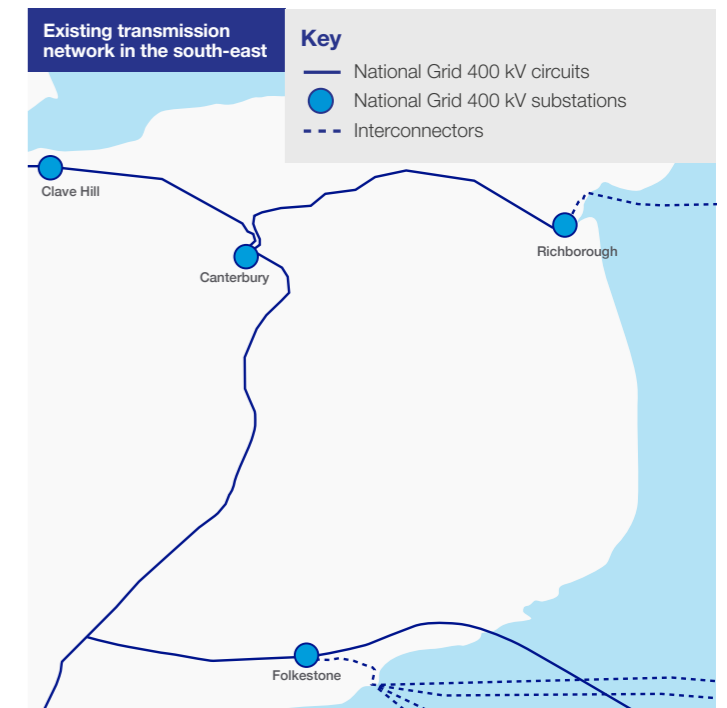 Existing transmission
network in the south-east
Key
National Grid 400 kV circuits
National Grid 400 kV substations
Interconnectors
Clave Hill
Canterbury
Richborough
Folkestone